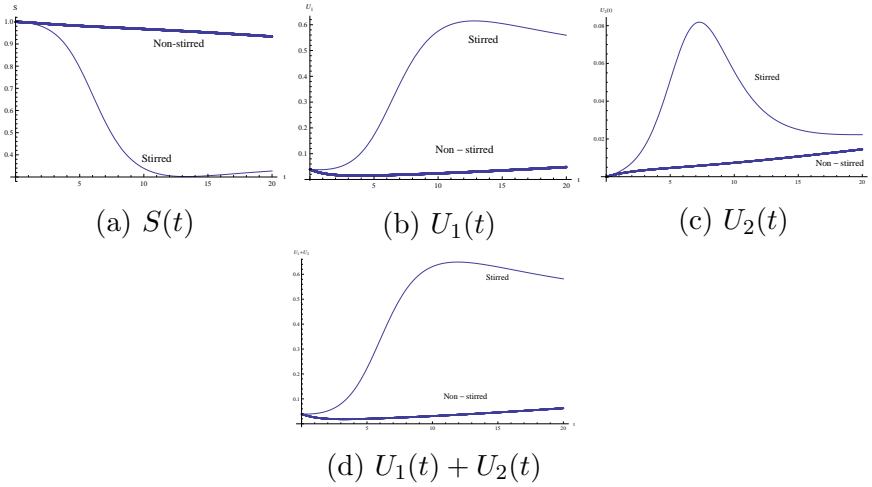 S
1.0
0.9
0.8
0.7
0.6
0.5
0.4
Non-stirred
Stirred
5
10
15
20
t
(a) S(t)
U₁
0.6
0.5
0.4
0.3
0.2
0.1
Stirred
Non − stirred
5
10
15
20
t
(b) U₁(t)
U₂(t)
0.08
0.06
0.04
0.02
Stirred
Non − stirred
5
10
15
20
t
(c) U₂(t)
U₁+U₂
0.6
0.5
0.4
0.3
0.2
0.1
Stirred
Non − stirred
5
10
15
20
t
(d) U₁(t) + U₂(t)